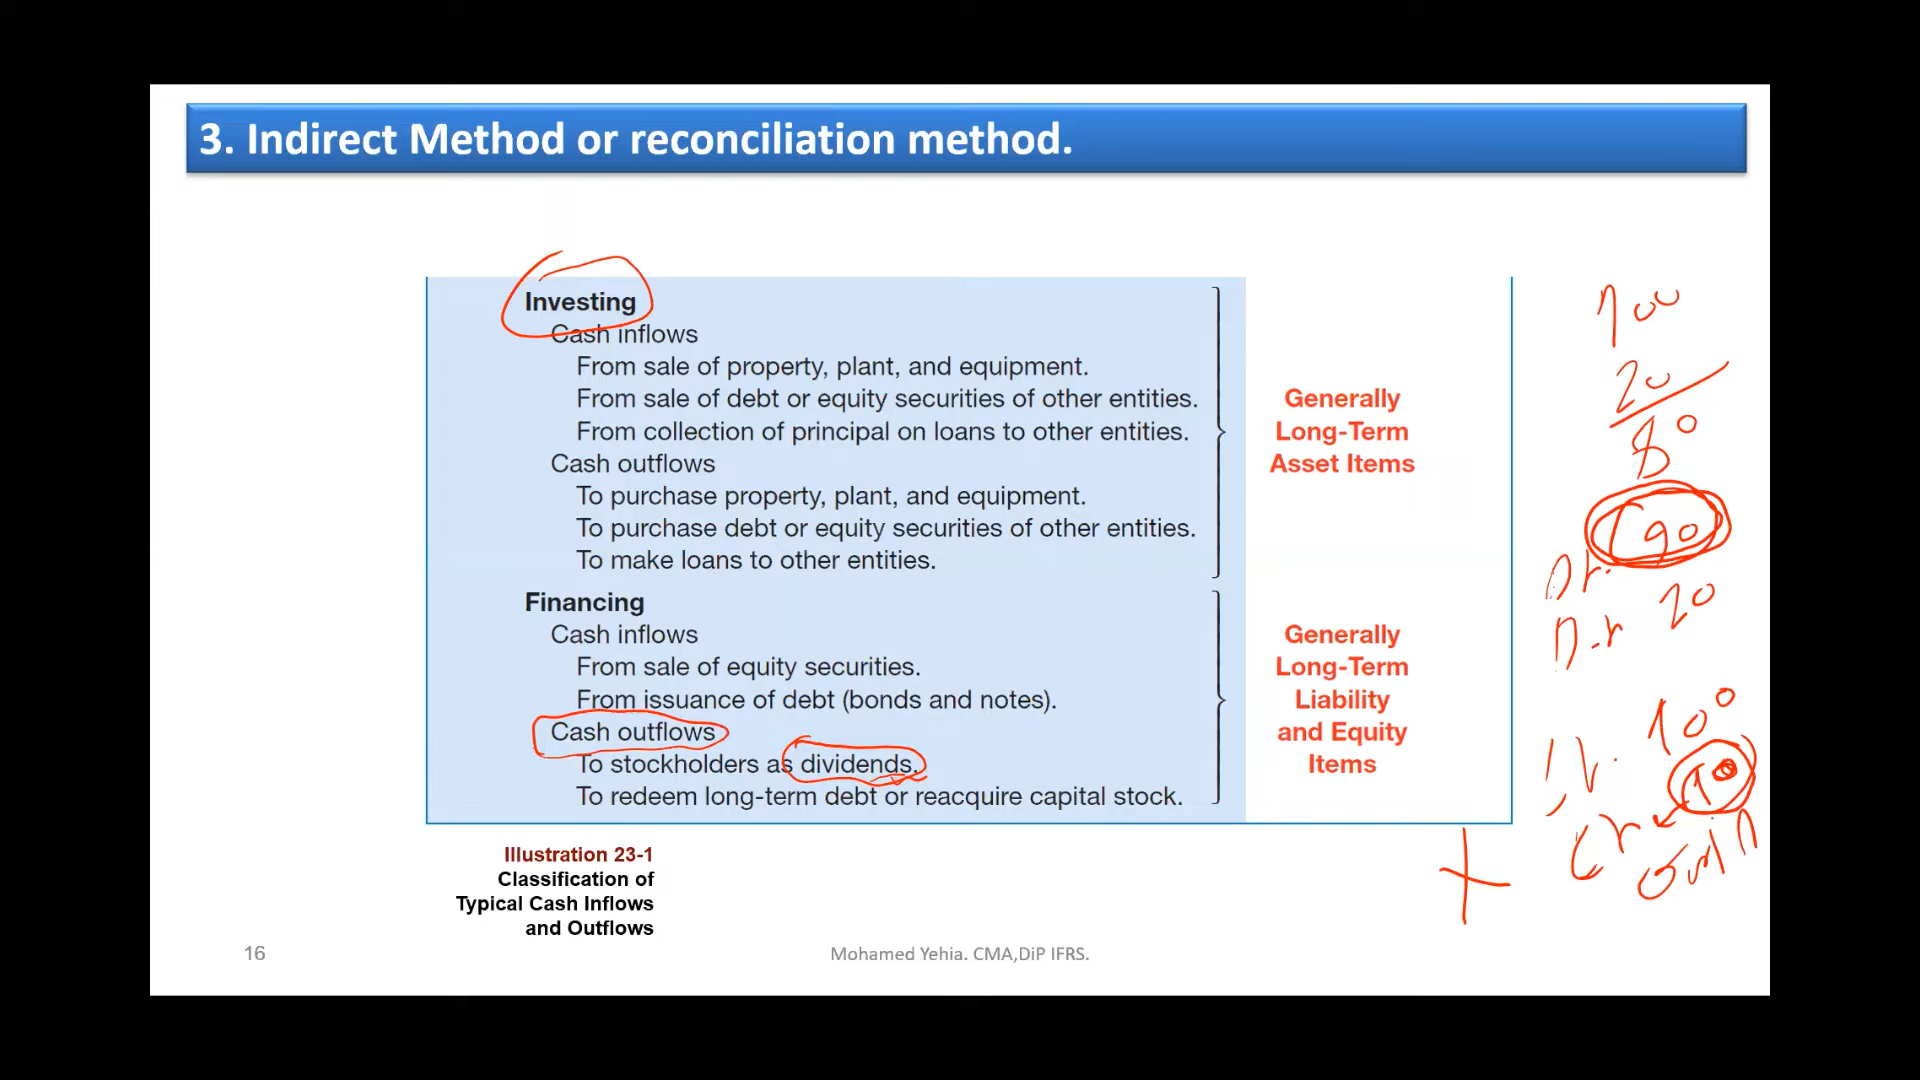 3. Indirect Method or reconciliation method.
Investing
Cash inflows
From sale of property, plant, and equipment.
From sale of debt or equity securities of other entities.
From collection of principal on loans to other entities.
Cash outflows
To purchase property, plant, and equipment.
To purchase debt or equity securities of other entities.
To make loans to other entities.
Generally
Long-Term
Asset Items
Financing
Cash inflows
From sale of equity securities.
From issuance of debt (bonds and notes).
Cash outflows
To stockholders as dividends.
To redeem long-term debt or reacquire capital stock.
Generally
Long-Term
Liability
and Equity
Items
Illustration 23-1
Classification of
Typical Cash Inflows
and Outflows
100
20
80
90
Dr.
20
Dr
100
10
Cr
16
Mohamed Yehia. CMA,DiP IFRS.